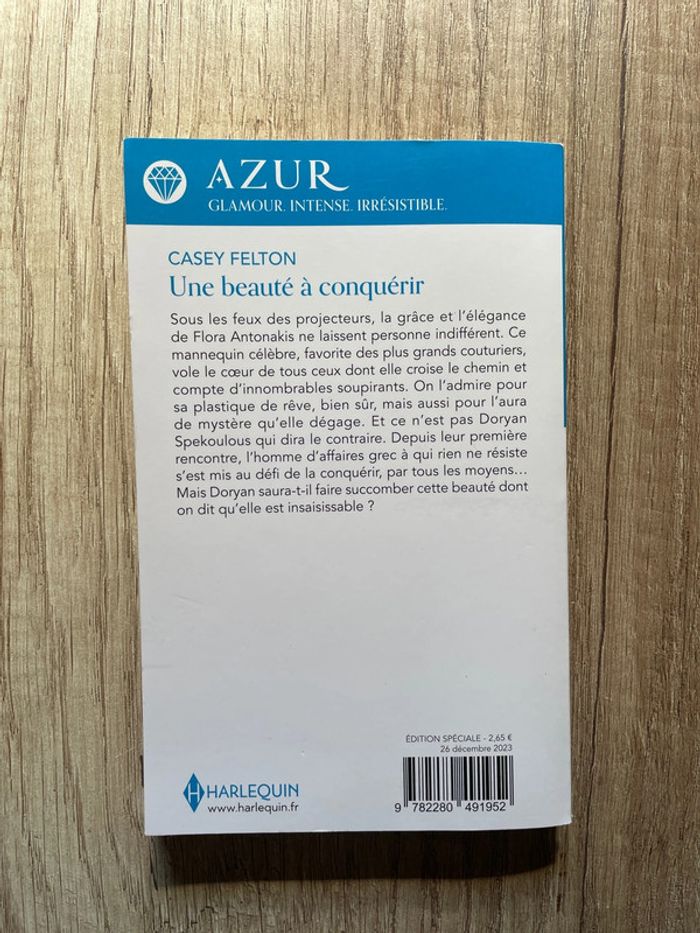 AZUR
GLAMOUR. INTENSE. IRRÉSISTIBLE.
CASEY FELTON
Une beauté à conquérir
Sous les feux des projecteurs, la grâce et l'élégance
de Flora Antonakis ne laissent personne indifférent. Ce
mannequin célèbre, favorite des plus grands couturiers,
vole le cœur de tous ceux dont elle croise le chemin et
compte d'innombrables soupirants. On l'admire pour
sa plastique de rêve, bien sûr, mais aussi pour l'aura
de mystère qu'elle dégage. Et ce n'est pas Doryan
Spekoulous qui dira le contraire. Depuis leur première
rencontre, l'homme d'affaires grec à qui rien ne résiste
s'est mis au défi de la conquérir, par tous les moyens…
Mais Doryan saura-t-il faire succomber cette beauté dont
on dit qu'elle est insaisissable ?
ÉDITION SPÉCIALE - 2,65 €
26 décembre 2023
H HARLEQUIN
www.harlequin.fr
9 782280 491952